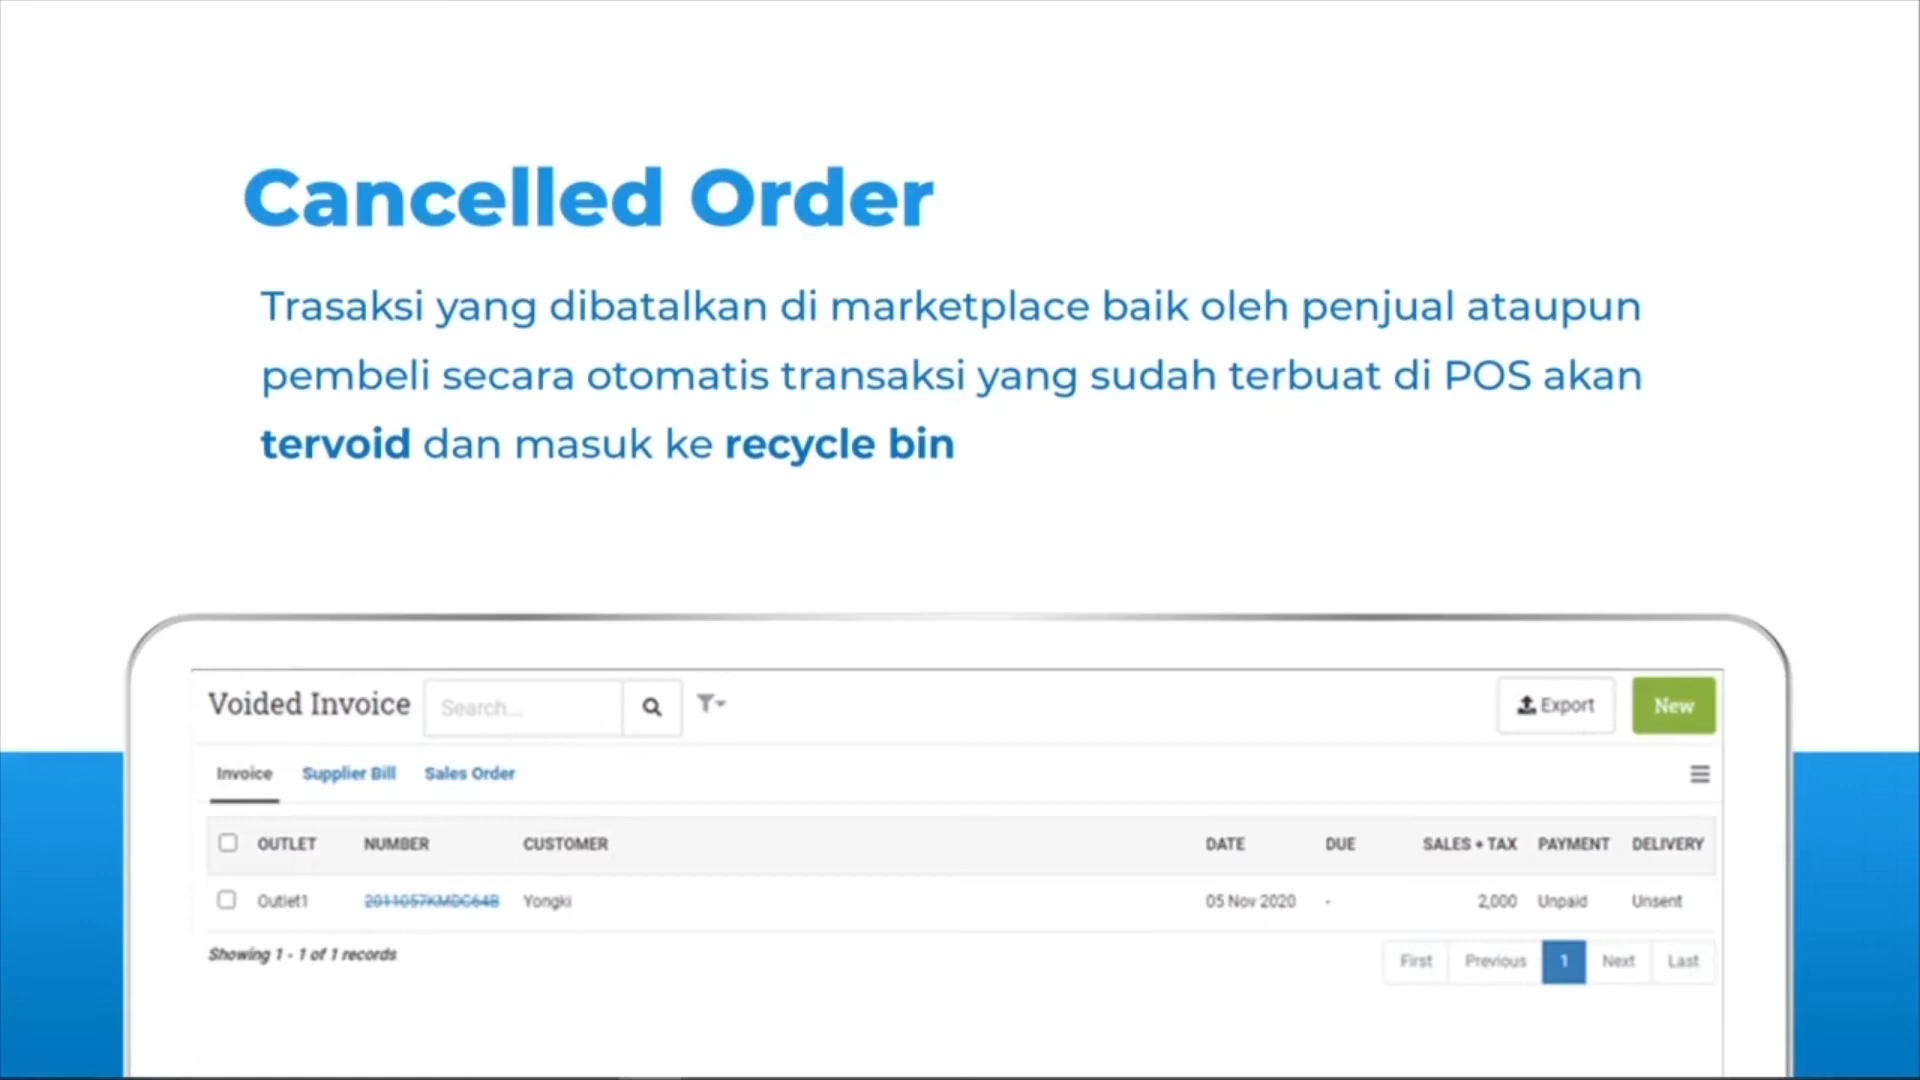 Cancelled Order
Trasaksi yang dibatalkan di marketplace baik oleh penjual ataupun
pembeli secara otomatis transaksi yang sudah terbuat di POS akan
tervoid dan masuk ke recycle bin
Voided Invoice Search... Export New
Invoice Supplier Bill Sales Order
OUTLET NUMBER CUSTOMER DATE DUE SALES + TAX PAYMENT DELIVERY
Outlet1 2011057KMDC64B Yongki 05 Nov 2020 - 2,000 Unpaid Unsent
Showing 1 - 1 of 1 records First Previous 1 Next Last